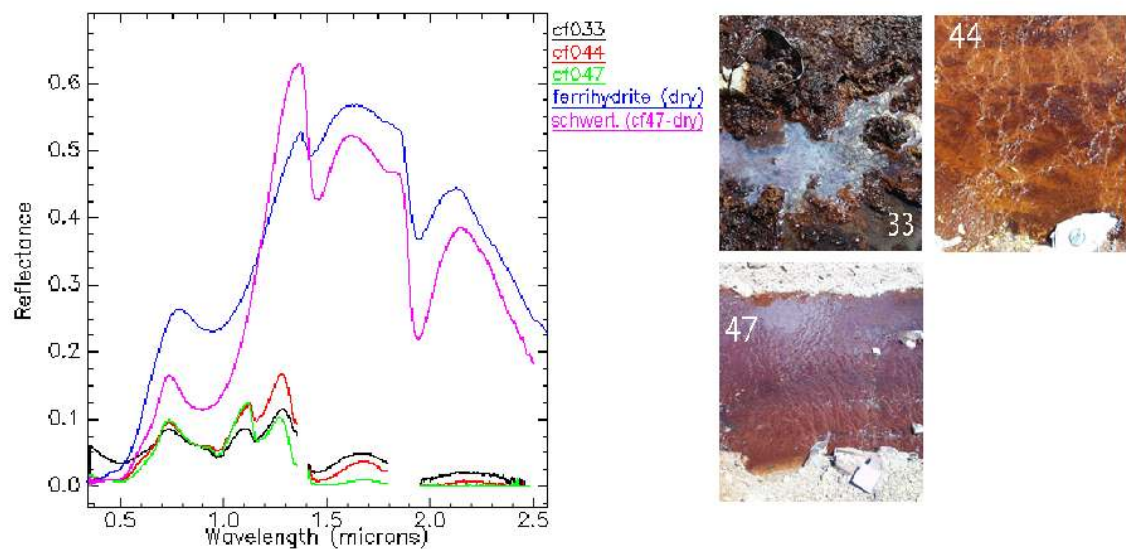 0.6
0.5
0.4
0.3
0.2
0.1
0.0
Reflectance
0.5 1.0 1.5 2.0 2.5
Wavelength (microns)
cf033
cf044
cf047
ferrihydrite (dry)
schwert. (cf47-dry)
33
44
47